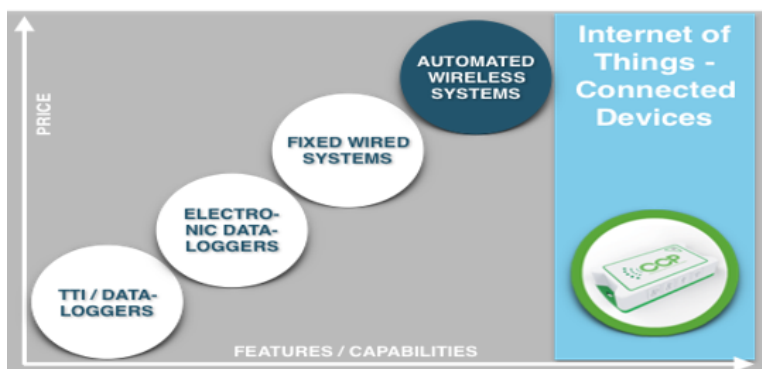 AUTOMATED
WIRELESS
SYSTEMS
Internet of
Things -
Connected
Devices
PRICE
FIXED WIRED
SYSTEMS
ELECTRO-
NIC DATA-
LOGGERS
TTI / DATA-
LOGGERS
CCP
FEATURES / CAPABILITIES